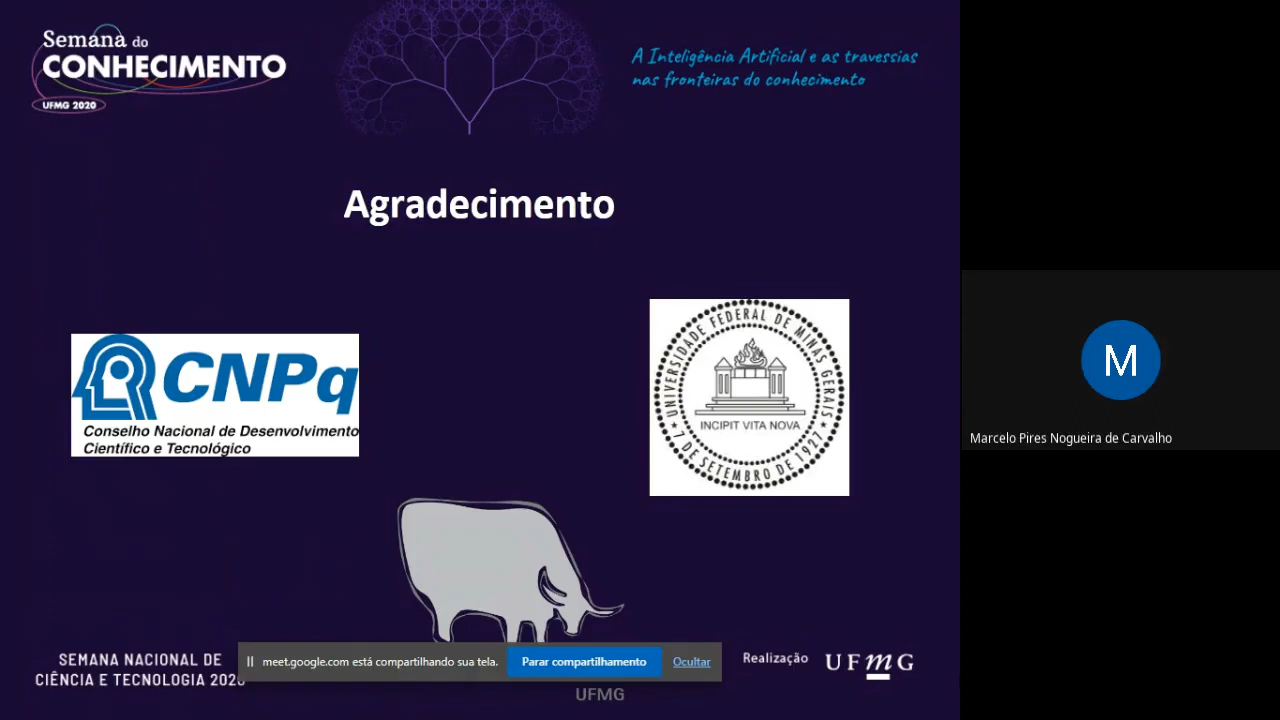 Semana do
CONHECIMENTO
UFMG 2020
A Inteligência Artificial e as travessias
nas fronteiras do conhecimento
Agradecimento
CNPq
Conselho Nacional de Desenvolvimento
Científico e Tecnológico
UNIVERSIDADE FEDERAL DE MINAS GERAIS
INCIPIT VITA NOVA
7 DE SETEMBRO DE 1927
M
Marcelo Pires Nogueira de Carvalho
SEMANA NACIONAL DE
CIÊNCIA E TECNOLOGIA 2020
meet.google.com está compartilhando sua tela.
Parar compartilhamento
Ocultar
Realização
UFMG
UFMG